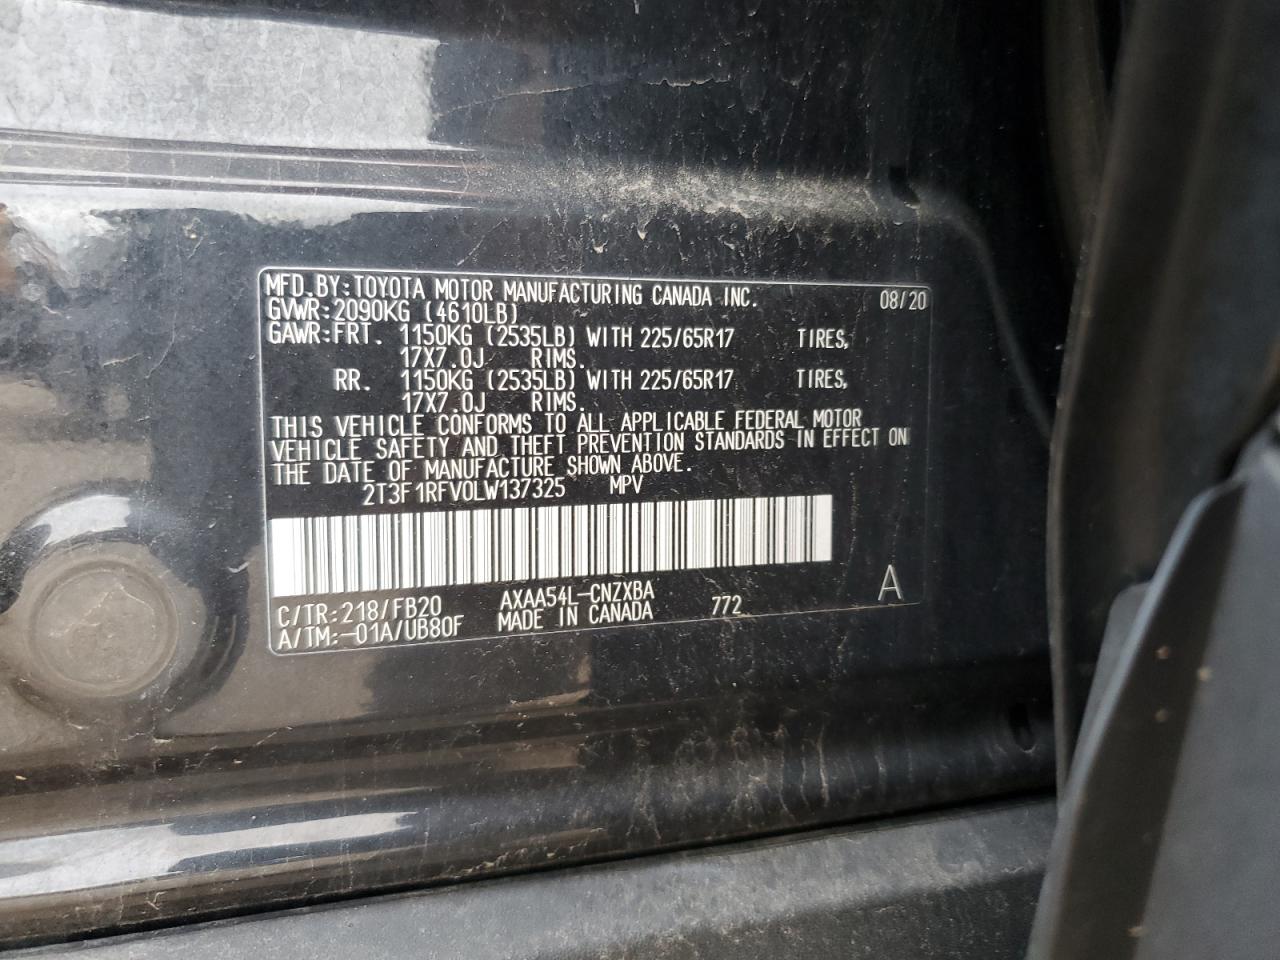 MFD.BY:TOYOTA MOTOR MANUFACTURING CANADA INC. 08/20
GVWR:2090KG (4610LB)
GAWR:FRT. 1150KG (2535LB) WITH 225/65R17 TIRES,
17X7.0J RIMS.
RR. 1150KG (2535LB) WITH 225/65R17 TIRES,
17X7.0J RIMS.
THIS VEHICLE CONFORMS TO ALL APPLICABLE FEDERAL MOTOR
VEHICLE SAFETY AND THEFT PREVENTION STANDARDS IN EFFECT ON
THE DATE OF MANUFACTURE SHOWN ABOVE.
2T3F1RFV0LW137325 MPV
C/TR:218/FB20 AXAA54L-CNZXBA 772 A
A/TM:-01A/UB80F MADE IN CANADA